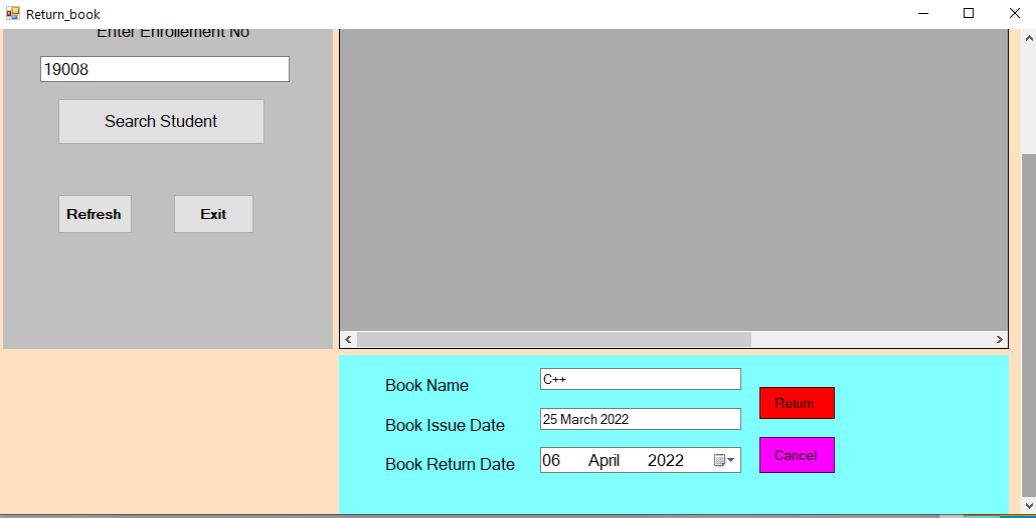 Return_book
Enter Enrollement No
19008
Search Student
Refresh Exit
Book Name C++
Book Issue Date 25 March 2022
Book Return Date 06 April 2022
Return
Cancel